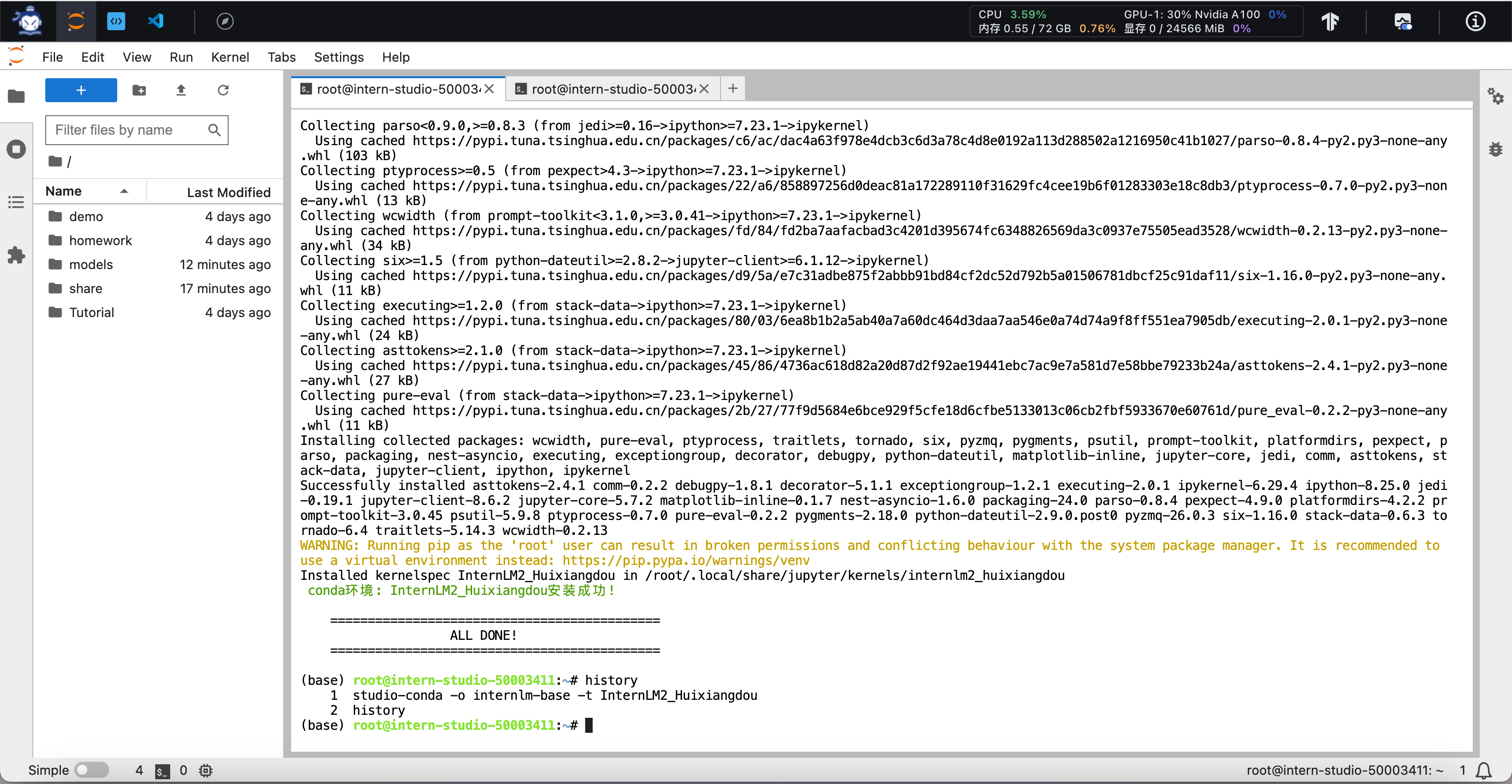 CPU 3.59% GPU-1: 30% Nvidia A100 0%
内存 0.55 / 72 GB 0.76% 显存 0 / 24566 MiB 0%
File Edit View Run Kernel Tabs Settings Help
root@intern-studio-50003
root@intern-studio-50003
Filter files by name
/
Name Last Modified
demo 4 days ago
homework 4 days ago
models 12 minutes ago
share 17 minutes ago
Tutorial 4 days ago
Collecting parso<0.9.0,>=0.8.3 (from jedi>=0.16->ipython>=7.23.1->ipykernel)
Using cached https://pypi.tuna.tsinghua.edu.cn/packages/c6/ac/dac4a63f978e4dcb3c6d3a78c4d8e0192a113d288502a1216950c41b1027/parso-0.8.4-py2.py3-none-any
.whl (103 kB)
Collecting ptyprocess>=0.5 (from pexpect>4.3->ipython>=7.23.1->ipykernel)
Using cached https://pypi.tuna.tsinghua.edu.cn/packages/22/a6/858897256d0deac81a172289110f31629fc4cee19b6f01283303e18c8db3/ptyprocess-0.7.0-py2.py3-non
e-any.whl (13 kB)
Collecting wcwidth (from prompt-toolkit<3.1.0,>=3.0.41->ipython>=7.23.1->ipykernel)
Using cached https://pypi.tuna.tsinghua.edu.cn/packages/fd/84/fd2ba7aafacbad3c4201d395674fc6348826569da3c0937e75505ead3528/wcwidth-0.2.13-py2.py3-none-
any.whl (34 kB)
Collecting six>=1.5 (from python-dateutil>=2.8.2->jupyter-client>=6.1.12->ipykernel)
Using cached https://pypi.tuna.tsinghua.edu.cn/packages/d9/5a/e7c31adbe875f2abbb91bd84cf2dc52d792b5a01506781dbcf25c91daf11/six-1.16.0-py2.py3-none-any.
whl (11 kB)
Collecting executing>=1.2.0 (from stack-data->ipython>=7.23.1->ipykernel)
Using cached https://pypi.tuna.tsinghua.edu.cn/packages/80/03/6ea8b1b2a5ab40a7a60dc464d3daa7aa546e0a74d74a9f8ff551ea7905db/executing-2.0.1-py2.py3-none
-any.whl (24 kB)
Collecting asttokens>=2.1.0 (from stack-data->ipython>=7.23.1->ipykernel)
Using cached https://pypi.tuna.tsinghua.edu.cn/packages/45/86/4736ac618d82a20d87d2f92ae19441ebc7ac9e7a581d7e58bbe79233b24a/asttokens-2.4.1-py2.py3-none
-any.whl (27 kB)
Collecting pure-eval (from stack-data->ipython>=7.23.1->ipykernel)
Using cached https://pypi.tuna.tsinghua.edu.cn/packages/2b/27/77f9d5684e6bce929f5cfe18d6cfbe5133013c06cb2fbf5933670e60761d/pure_eval-0.2.2-py3-none-any
.whl (11 kB)
Installing collected packages: wcwidth, pure-eval, ptyprocess, traitlets, tornado, six, pyzmq, pygments, psutil, prompt-toolkit, platformdirs, pexpect, p
arso, packaging, nest-asyncio, executing, exceptiongroup, decorator, debugpy, python-dateutil, matplotlib-inline, jupyter-core, jedi, comm, asttokens, st
ack-data, jupyter-client, ipython, ipykernel
Successfully installed asttokens-2.4.1 comm-0.2.2 debugpy-1.8.1 decorator-5.1.1 exceptiongroup-1.2.1 executing-2.0.1 ipykernel-6.29.4 ipython-8.25.0 jedi
-0.19.1 jupyter-client-8.6.2 jupyter-core-5.7.2 matplotlib-inline-0.1.7 nest-asyncio-1.6.0 packaging-24.0 parso-0.8.4 pexpect-4.9.0 platformdirs-4.2.2 pr
ompt-toolkit-3.0.45 psutil-5.9.8 ptyprocess-0.7.0 pure-eval-0.2.2 pygments-2.18.0 python-dateutil-2.9.0.post0 pyzmq-26.0.3 six-1.16.0 stack-data-0.6.3 to
rnado-6.4 traitlets-5.14.3 wcwidth-0.2.13
WARNING: Running pip as the 'root' user can result in broken permissions and conflicting behaviour with the system package manager. It is recommended to
use a virtual environment instead: https://pip.pypa.io/warnings/venv
Installed kernelspec InternLM2_Huixiangdou in /root/.local/share/jupyter/kernels/internlm2_huixiangdou
conda环境: InternLM2_Huixiangdou安装成功!
============================================
ALL DONE!
============================================
(base) root@intern-studio-50003411:~# history
1 studio-conda -o internlm-base -t InternLM2_Huixiangdou
2 history
(base) root@intern-studio-50003411:~#
Simple 4 0 root@intern-studio-50003411: ~ 1